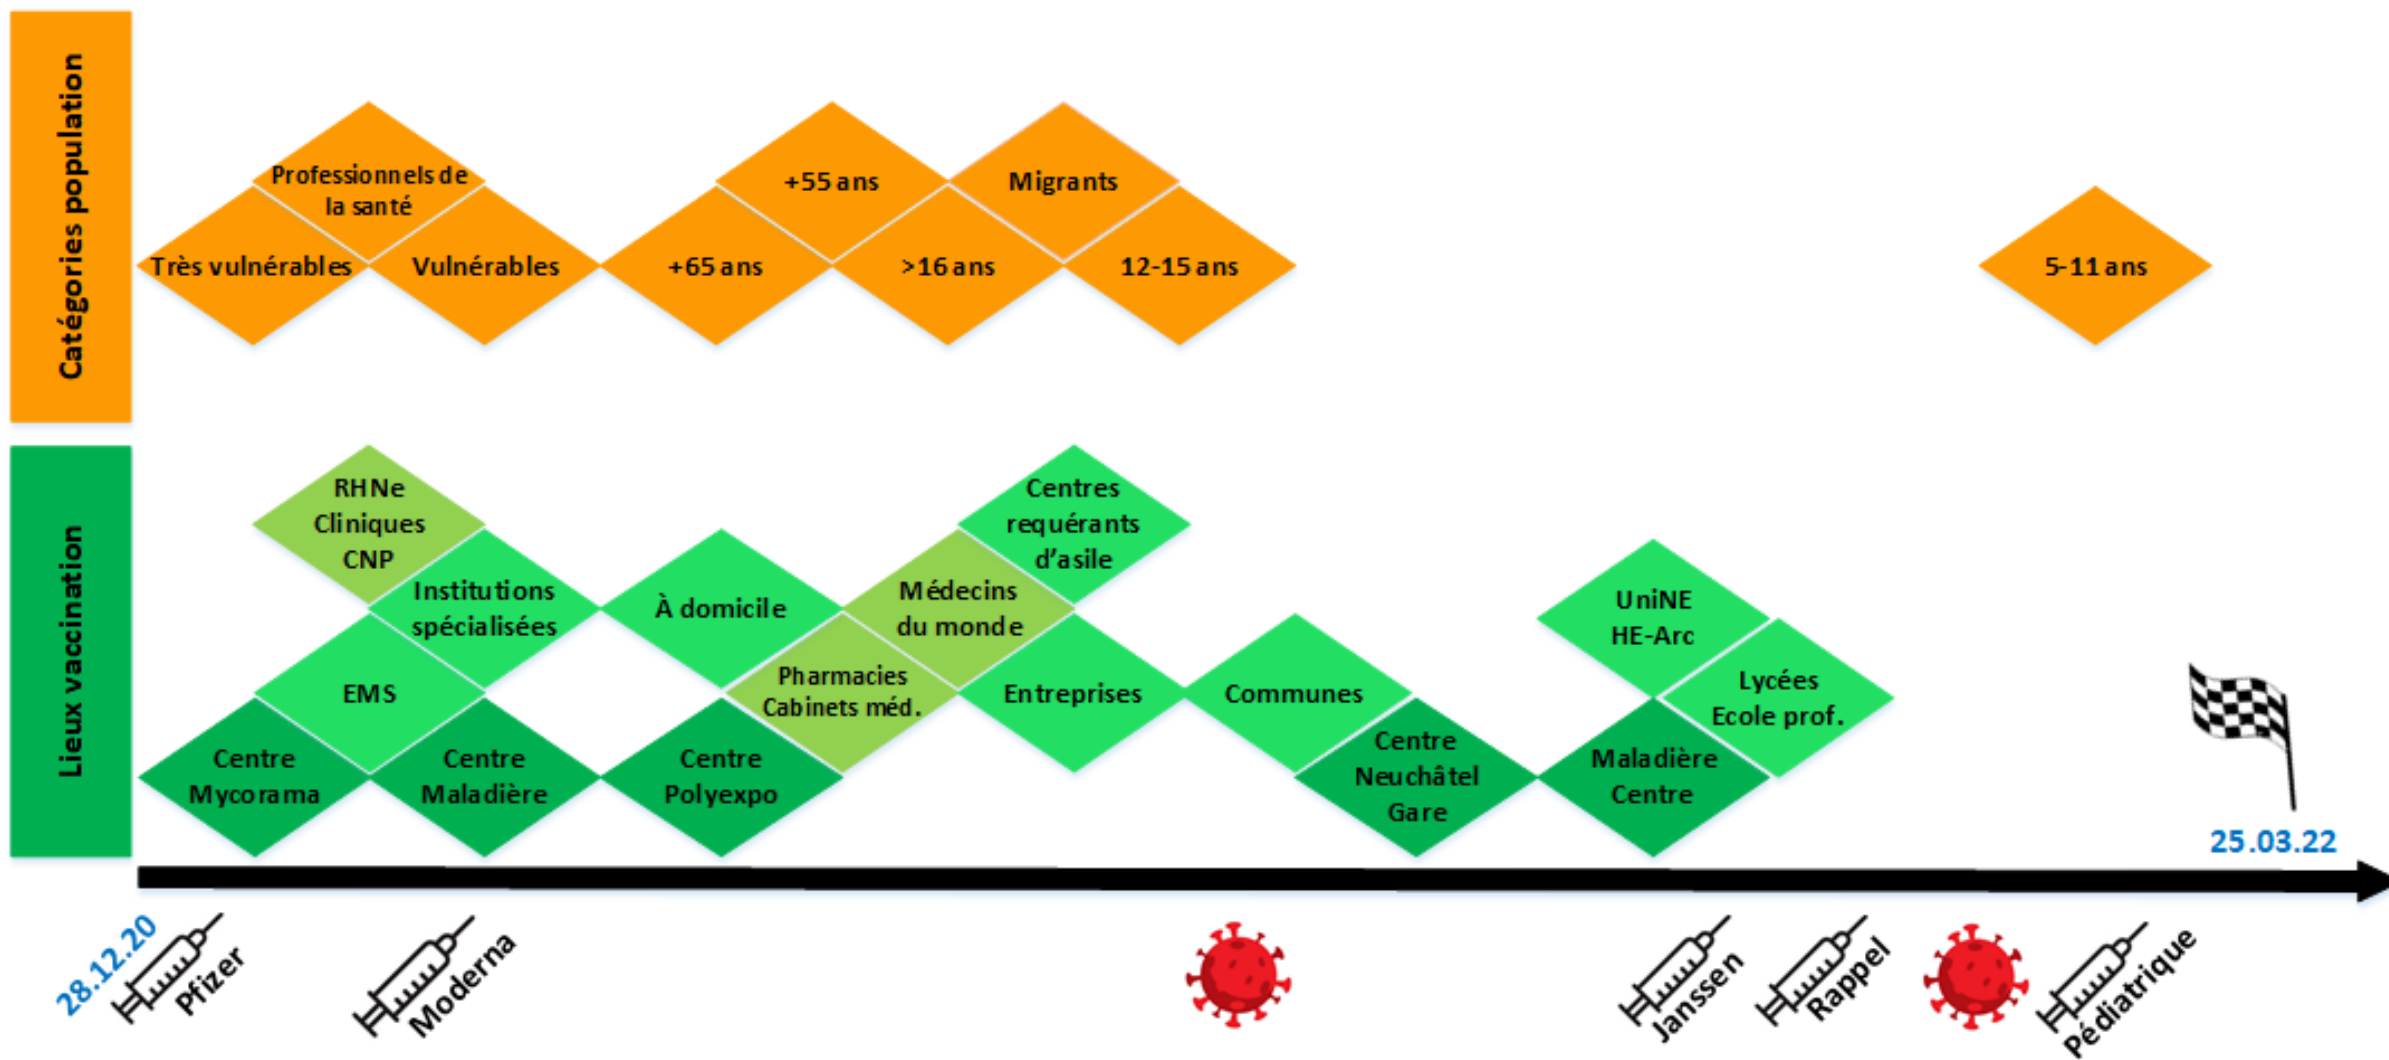 Catégories population
Professionnels de
la santé
+55 ans
Migrants
Très vulnérables
Vulnérables
+65 ans
>16 ans
12-15 ans
5-11 ans
Lieux vaccination
RHNe
Cliniques
CNP
Centres
requérants
d'asile
Institutions
spécialisées
À domicile
Médecins
du monde
UniNE
HE-Arc
EMS
Pharmacies
Cabinets méd.
Entreprises
Communes
Lycées
Ecole prof.
Centre
Mycorama
Centre
Maladière
Centre
Polyexpo
Centre
Neuchâtel
Gare
Maladière
Centre
25.03.22
28.12.20
Pfizer
Moderna
Janssen
Rappel
Pédiatrique